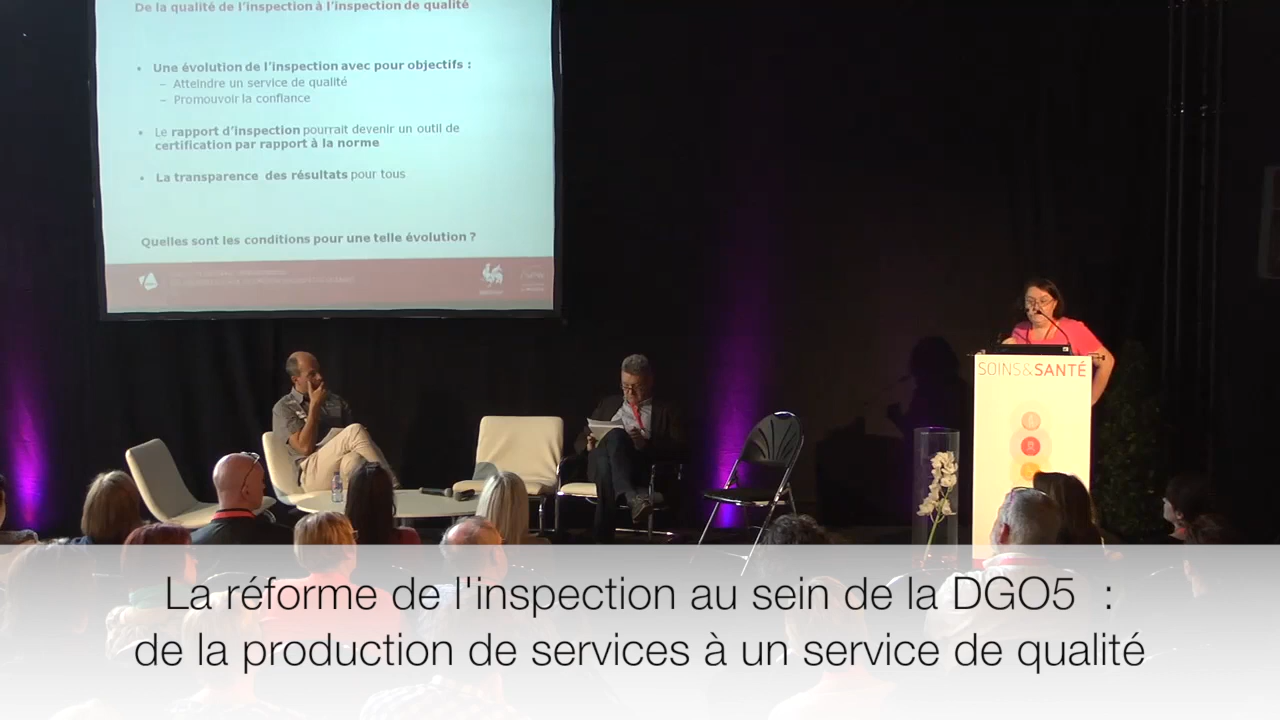 De la qualité de l'inspection à l'inspection de qualité
• Une évolution de l'inspection avec pour objectifs :
– Atteindre un service de qualité
– Promouvoir la confiance
• Le rapport d'inspection pourrait devenir un outil de
certification par rapport à la norme
• La transparence des résultats pour tous
Quelles sont les conditions pour une telle évolution ?
SOINS&SANTÉ
La réforme de l'inspection au sein de la DGO5 :
de la production de services à un service de qualité